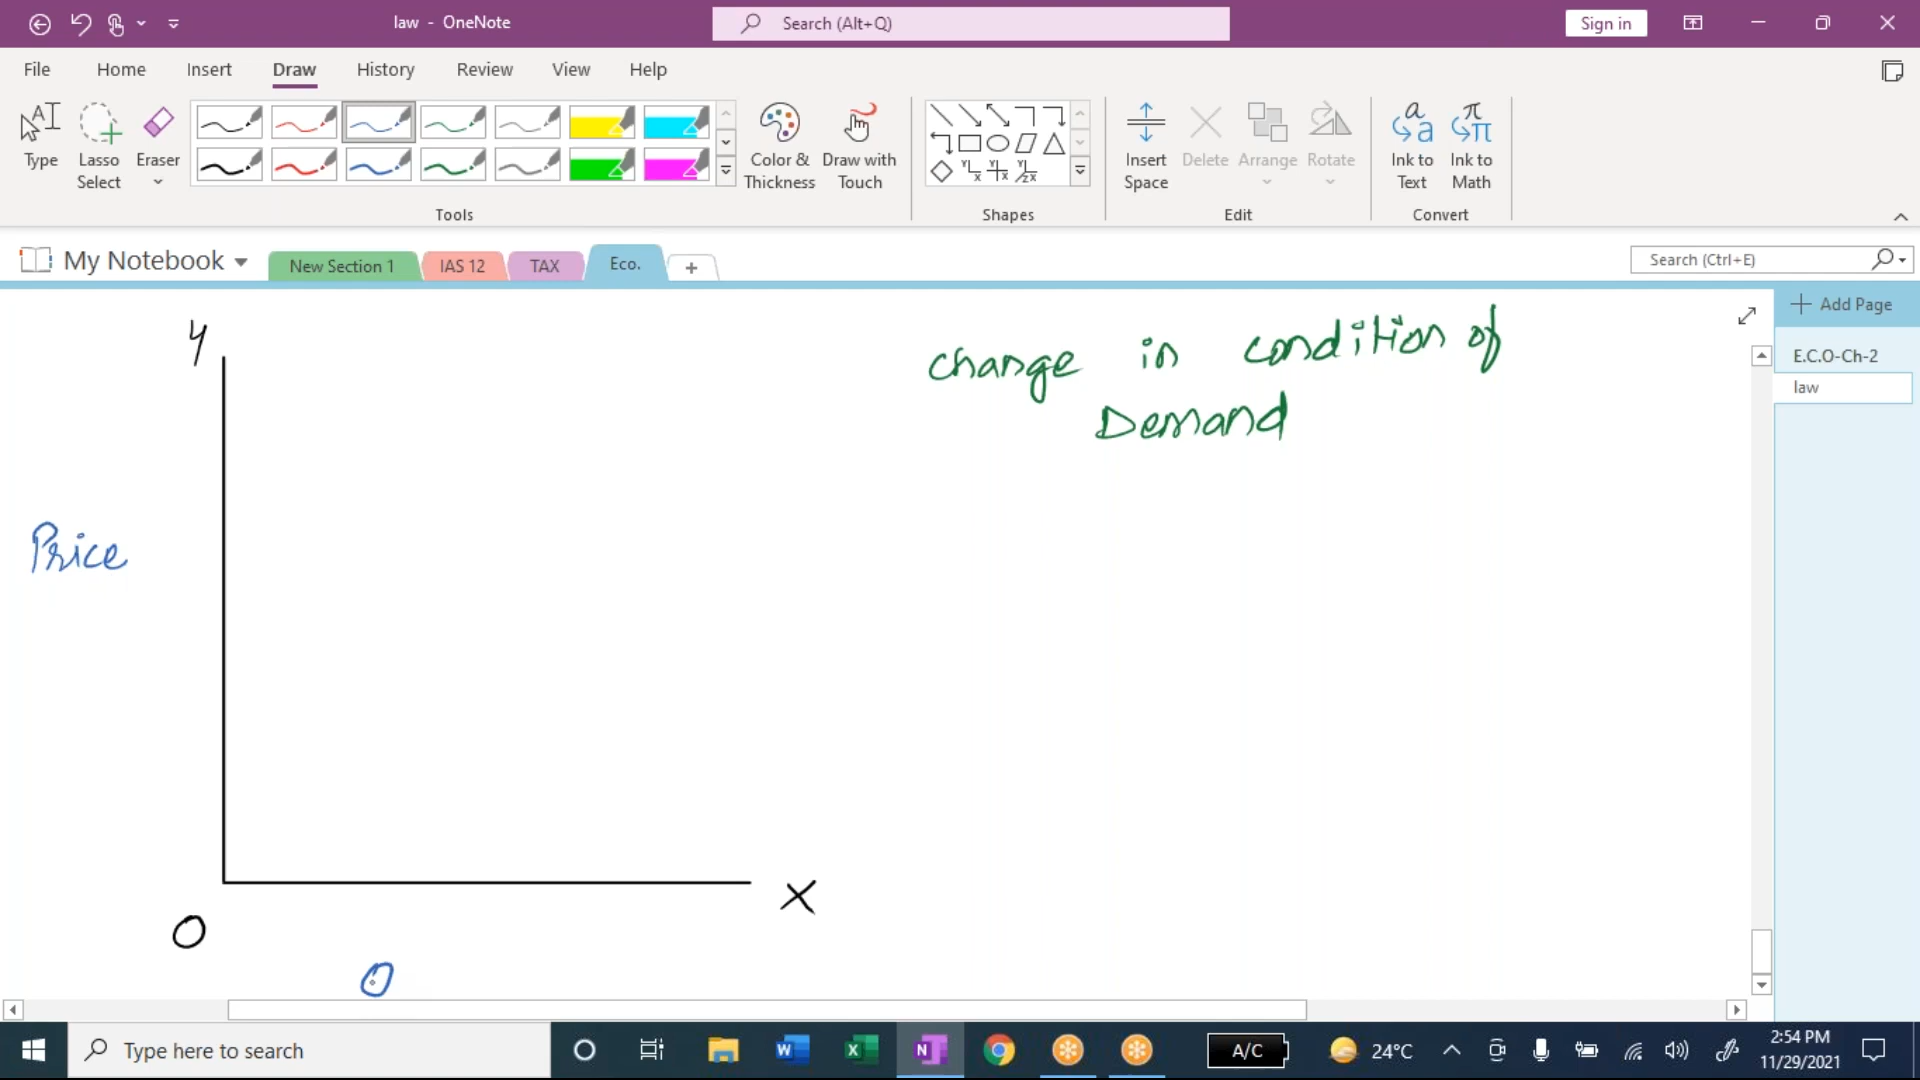 law - OneNote
Search (Alt+Q)
Sign in
File Home Insert Draw History Review View Help
Type
Lasso Select
Eraser
Color & Thickness
Draw with Touch
Insert Space
Delete
Arrange
Rotate
Ink to Text
Ink to Math
Tools
Shapes
Edit
Convert
My Notebook
New Section 1
IAS 12
TAX
Eco.
Search (Ctrl+E)
Add Page
E.C.O-Ch-2
law
Y
change in condition of
Demand
Price
X
O
Type here to search
A/C
24°C
2:54 PM
11/29/2021